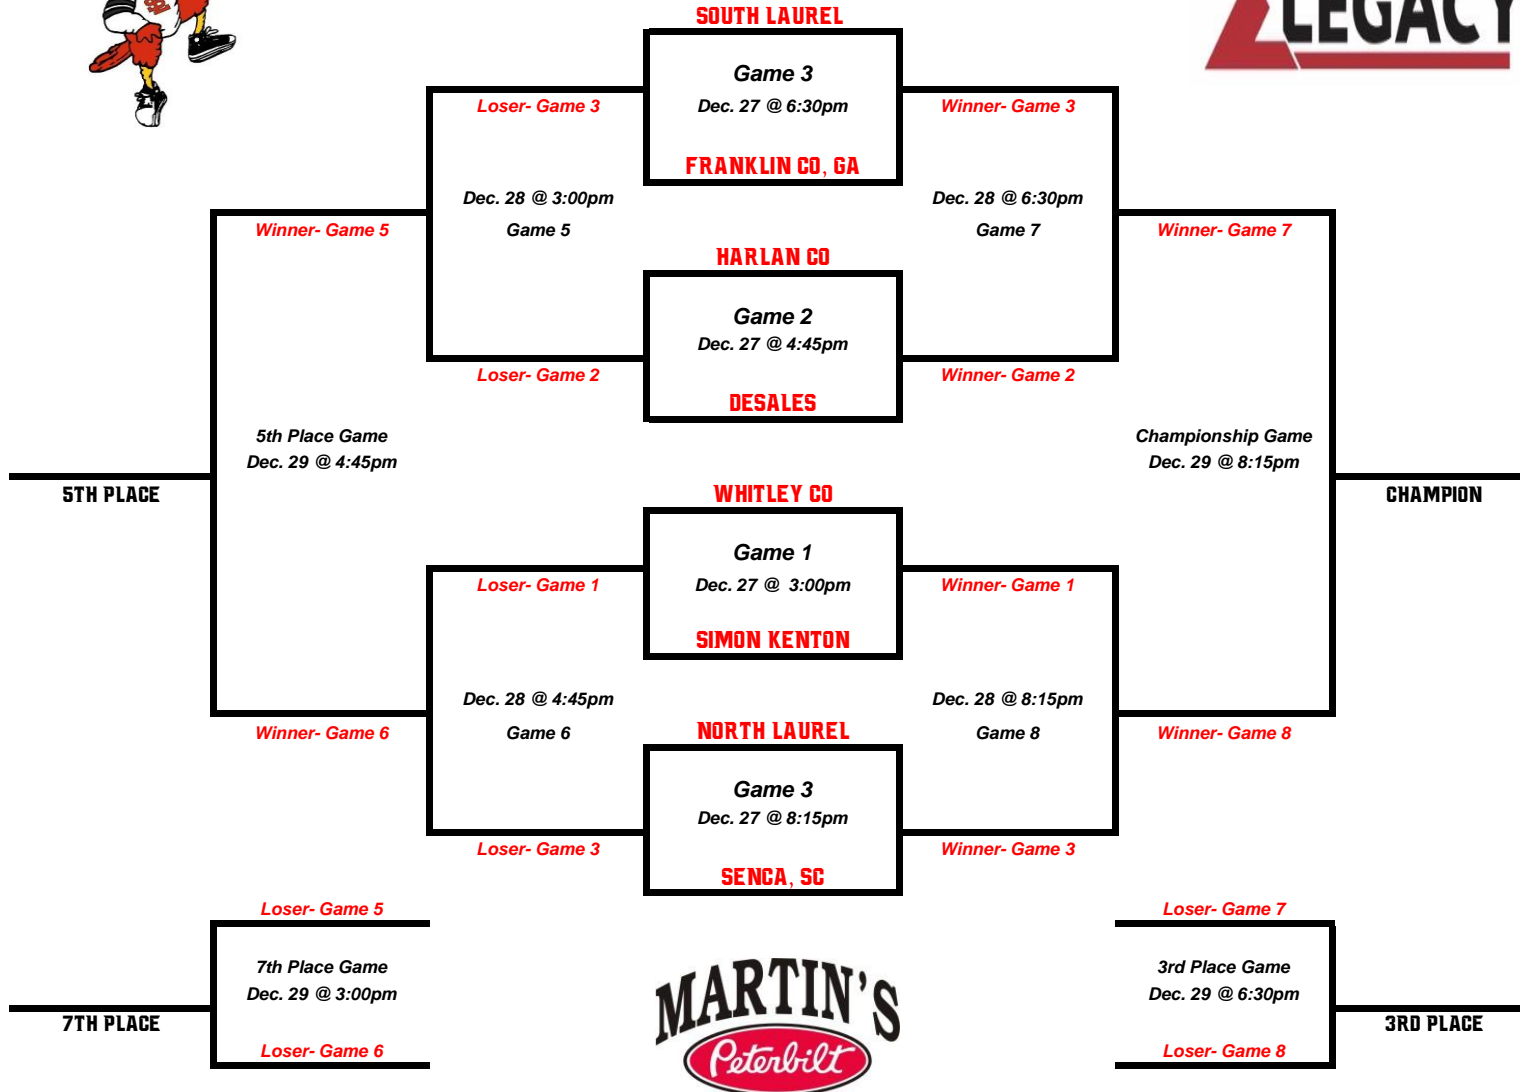 LEGACY
SOUTH LAUREL
Game 3
Dec. 27 @ 6:30pm
FRANKLIN CO, GA
Loser- Game 3
Winner- Game 3
Dec. 28 @ 3:00pm
Game 5
Dec. 28 @ 6:30pm
Game 7
Winner- Game 5
Winner- Game 7
HARLAN CO
Game 2
Dec. 27 @ 4:45pm
DESALES
Loser- Game 2
Winner- Game 2
5th Place Game
Dec. 29 @ 4:45pm
Championship Game
Dec. 29 @ 8:15pm
5TH PLACE
CHAMPION
WHITLEY CO
Game 1
Dec. 27 @ 3:00pm
SIMON KENTON
Loser- Game 1
Winner- Game 1
Dec. 28 @ 4:45pm
Game 6
Dec. 28 @ 8:15pm
Game 8
Winner- Game 6
Winner- Game 8
NORTH LAUREL
Game 3
Dec. 27 @ 8:15pm
SENCA, SC
Loser- Game 3
Winner- Game 3
Loser- Game 5
7th Place Game
Dec. 29 @ 3:00pm
7TH PLACE
Loser- Game 6
Loser- Game 7
3rd Place Game
Dec. 29 @ 6:30pm
3RD PLACE
Loser- Game 8
MARTIN'S
Peterbilt